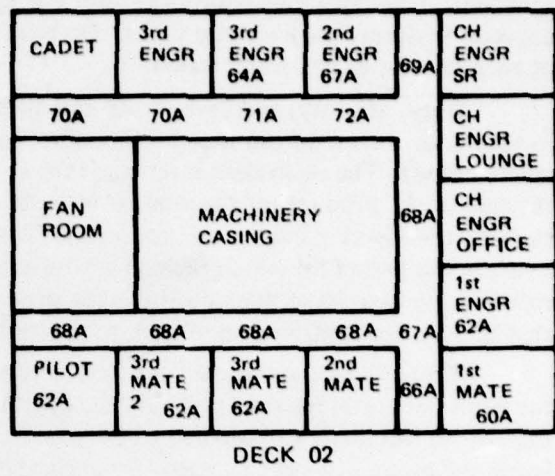 CADET
3rd
ENGR
3rd
ENGR
64A
2nd
ENGR
67A
69A
CH
ENGR
SR
70A 70A 71A 72A
CH
ENGR
LOUNGE
FAN
ROOM
MACHINERY
CASING
68A
CH
ENGR
OFFICE
1st
ENGR
62A
68A 68A 68A 68A 67A
PILOT
62A
3rd
MATE
2 62A
3rd
MATE
62A
2nd
MATE
66A
1st
MATE
60A
DECK 02